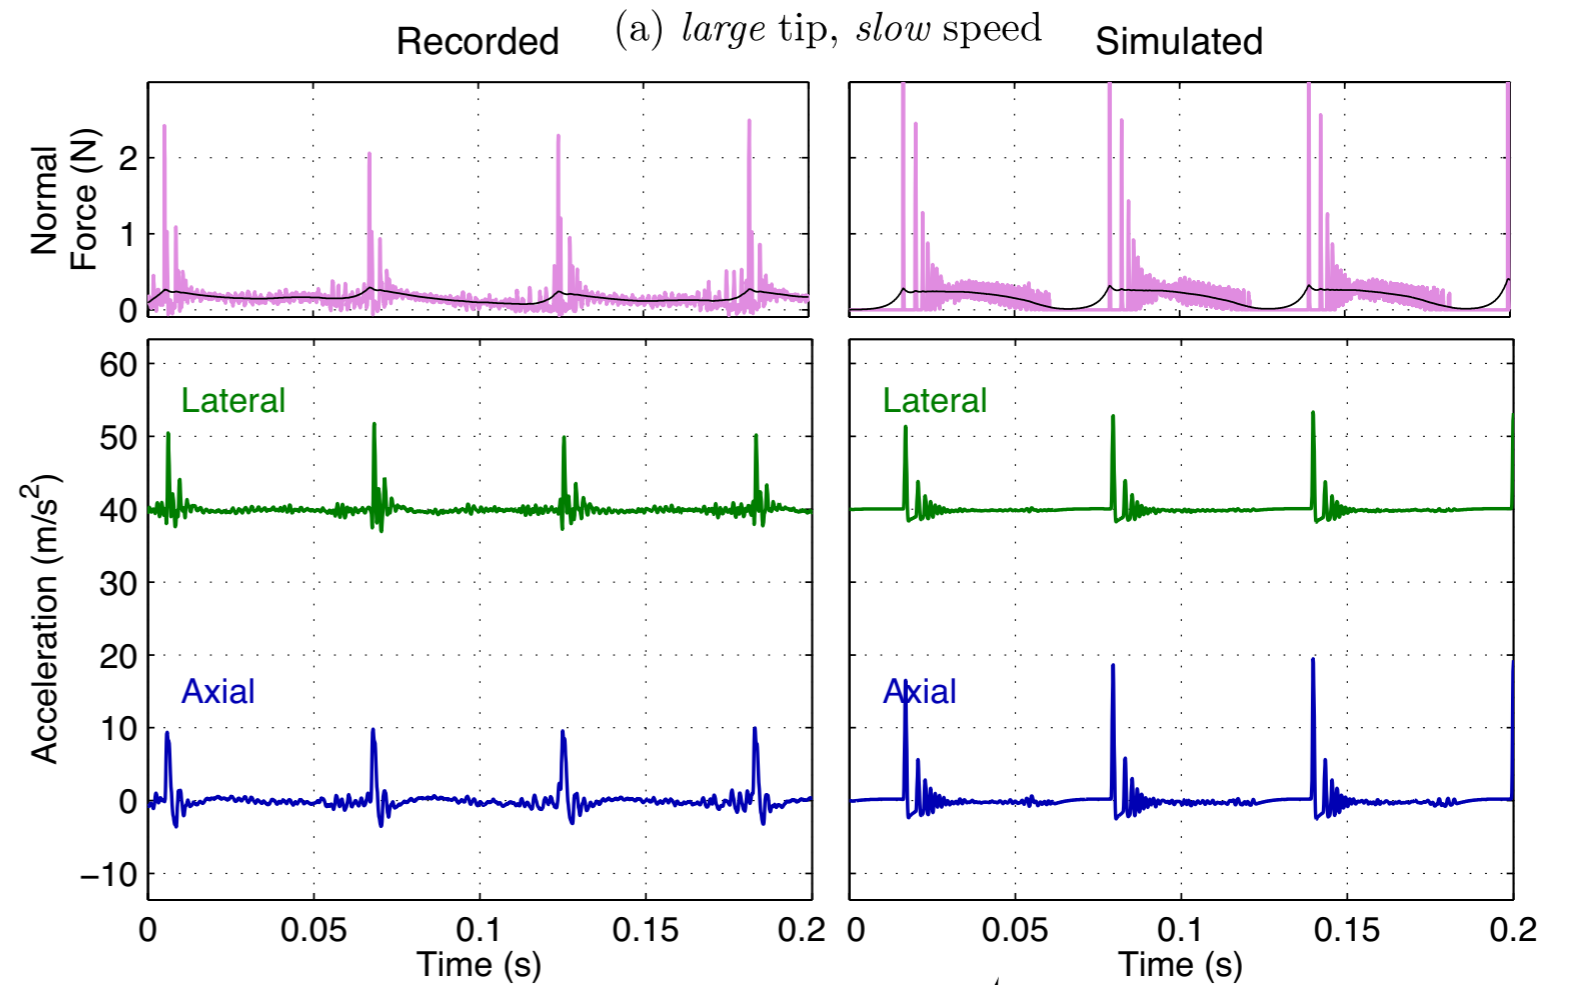 (a) large tip, slow speed
Recorded
Simulated
Normal
Force (N)
2
1
0
60
50
40
30
20
10
0
−10
Acceleration (m/s²)
Lateral
Axial
Lateral
Axial
0 0.05 0.1 0.15 0.2
0 0.05 0.1 0.15 0.2
Time (s)
Time (s)